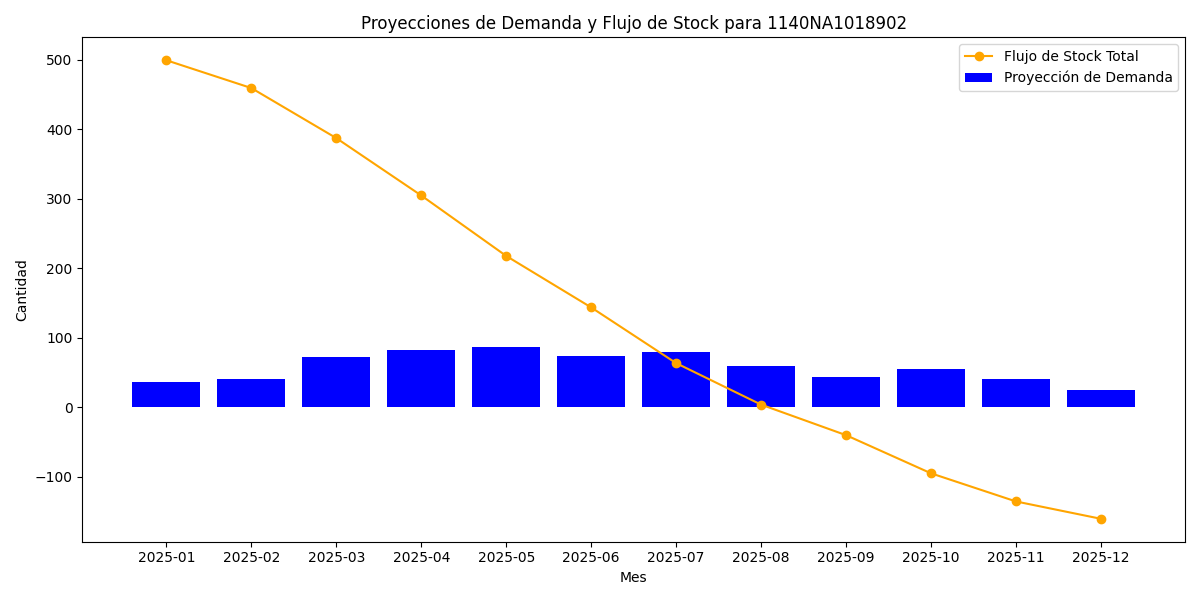 Proyecciones de Demanda y Flujo de Stock para 1140NA1018902
Flujo de Stock Total
Proyección de Demanda
Cantidad
500
400
300
200
100
0
−100
2025-01 2025-02 2025-03 2025-04 2025-05 2025-06 2025-07 2025-08 2025-09 2025-10 2025-11 2025-12
Mes